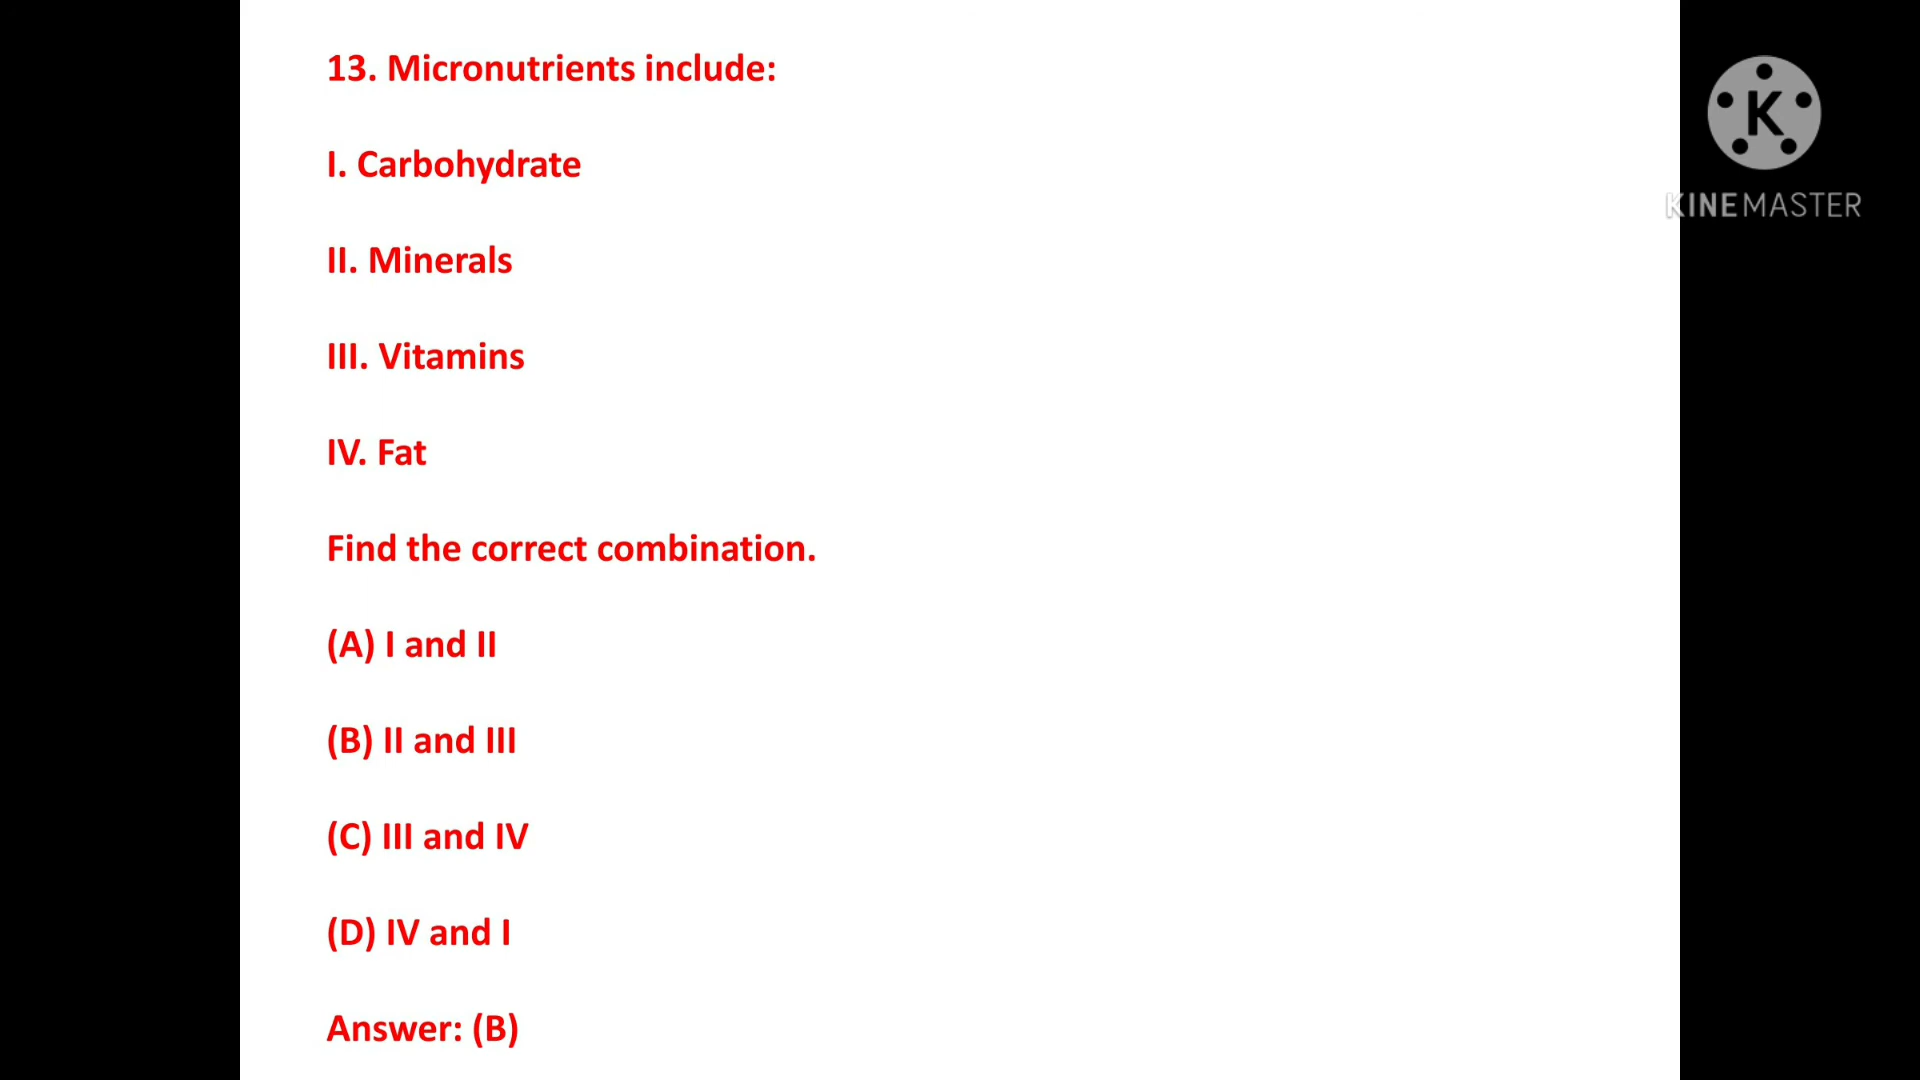 13. Micronutrients include:
I. Carbohydrate
II. Minerals
III. Vitamins
IV. Fat
Find the correct combination.
(A) I and II
(B) II and III
(C) III and IV
(D) IV and I
Answer: (B)
K
KINEMASTER